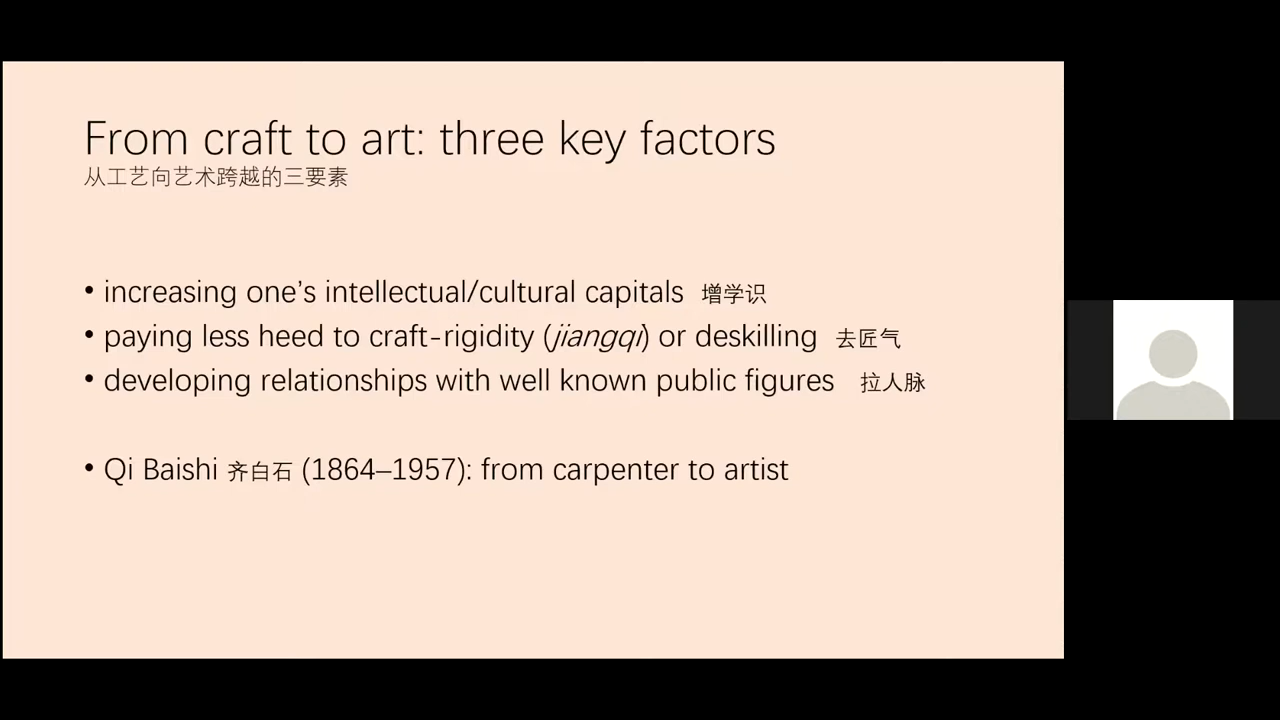 From craft to art: three key factors
从工艺向艺术跨越的三要素
• increasing one’s intellectual/cultural capitals 增学识
• paying less heed to craft-rigidity (jiangqi) or deskilling 去匠气
• developing relationships with well known public figures 拉人脉
• Qi Baishi 齐白石 (1864–1957): from carpenter to artist